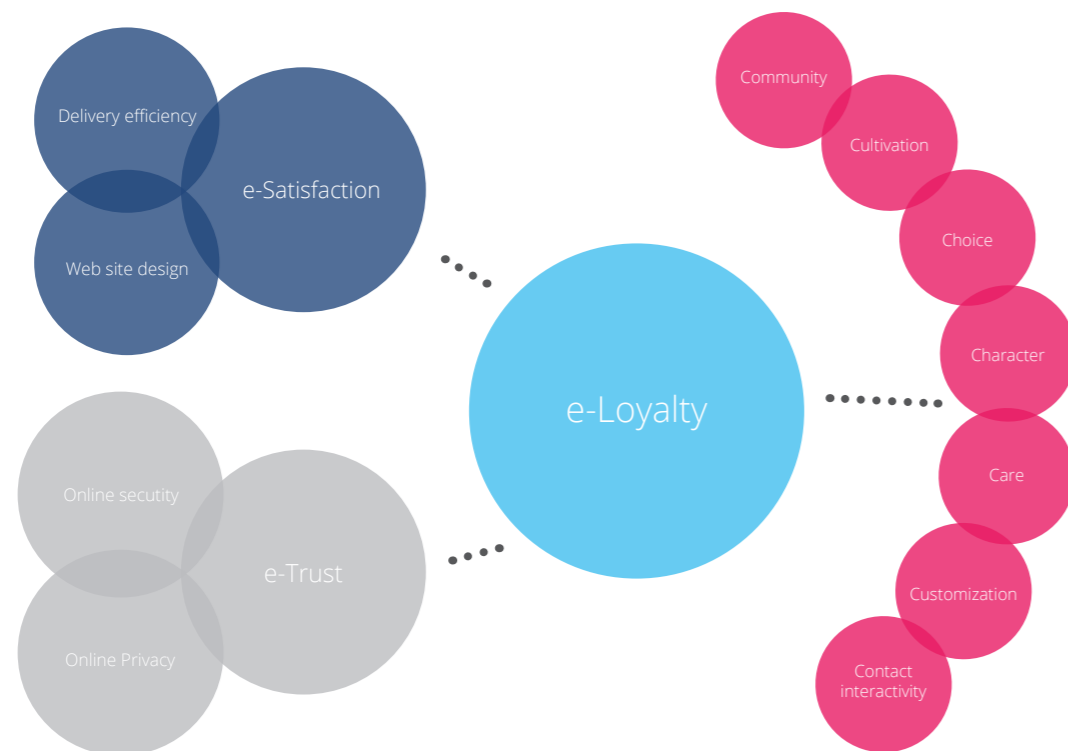 Delivery efficiency
e-Satisfaction
Web site design
Online secutity
e-Trust
Online Privacy
e-Loyalty
Community
Cultivation
Choice
Character
Care
Customization
Contact
interactivity